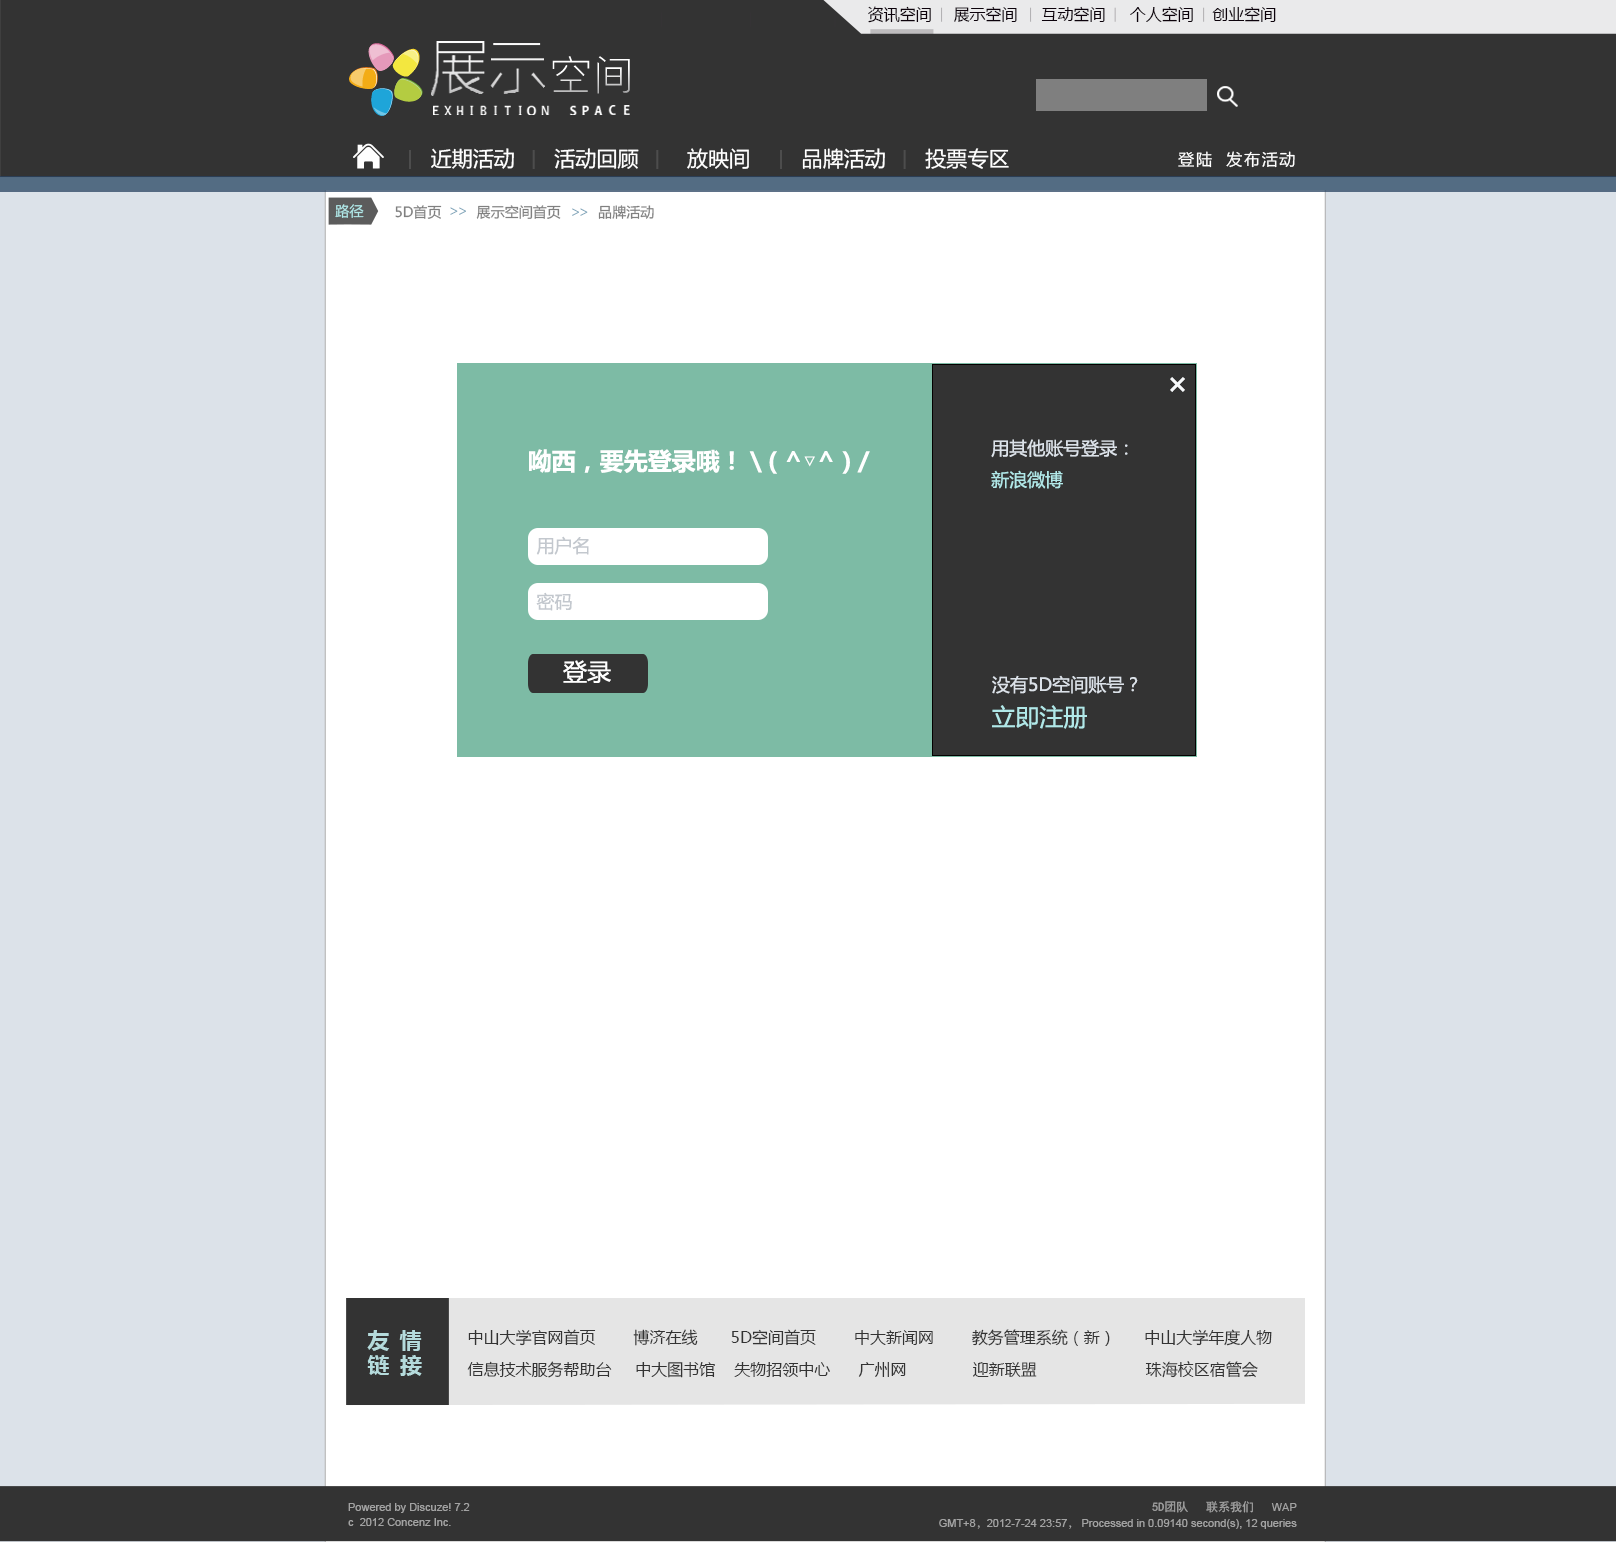 资讯空间 | 展示空间 | 互动空间 | 个人空间 | 创业空间
展示空间
EXHIBITION SPACE
近期活动 | 活动回顾 | 放映间 | 品牌活动 | 投票专区
登陆 发布活动
路径 5D首页 >> 展示空间首页 >> 品牌活动
呦西，要先登录哦！\(^▽^)/
用户名
密码
登录
×
用其他账号登录：
新浪微博
没有5D空间账号？
立即注册
友情
链接
中山大学官网首页 博济在线 5D空间首页 中大新闻网 教务管理系统（新） 中山大学年度人物
信息技术服务帮助台 中大图书馆 失物招领中心 广州网 迎新联盟 珠海校区宿管会
Powered by Discuze! 7.2
c 2012 Concenz Inc.
5D团队 联系我们 WAP
GMT+8， 2012-7-24 23:57， Processed in 0.09140 second(s), 12 queries